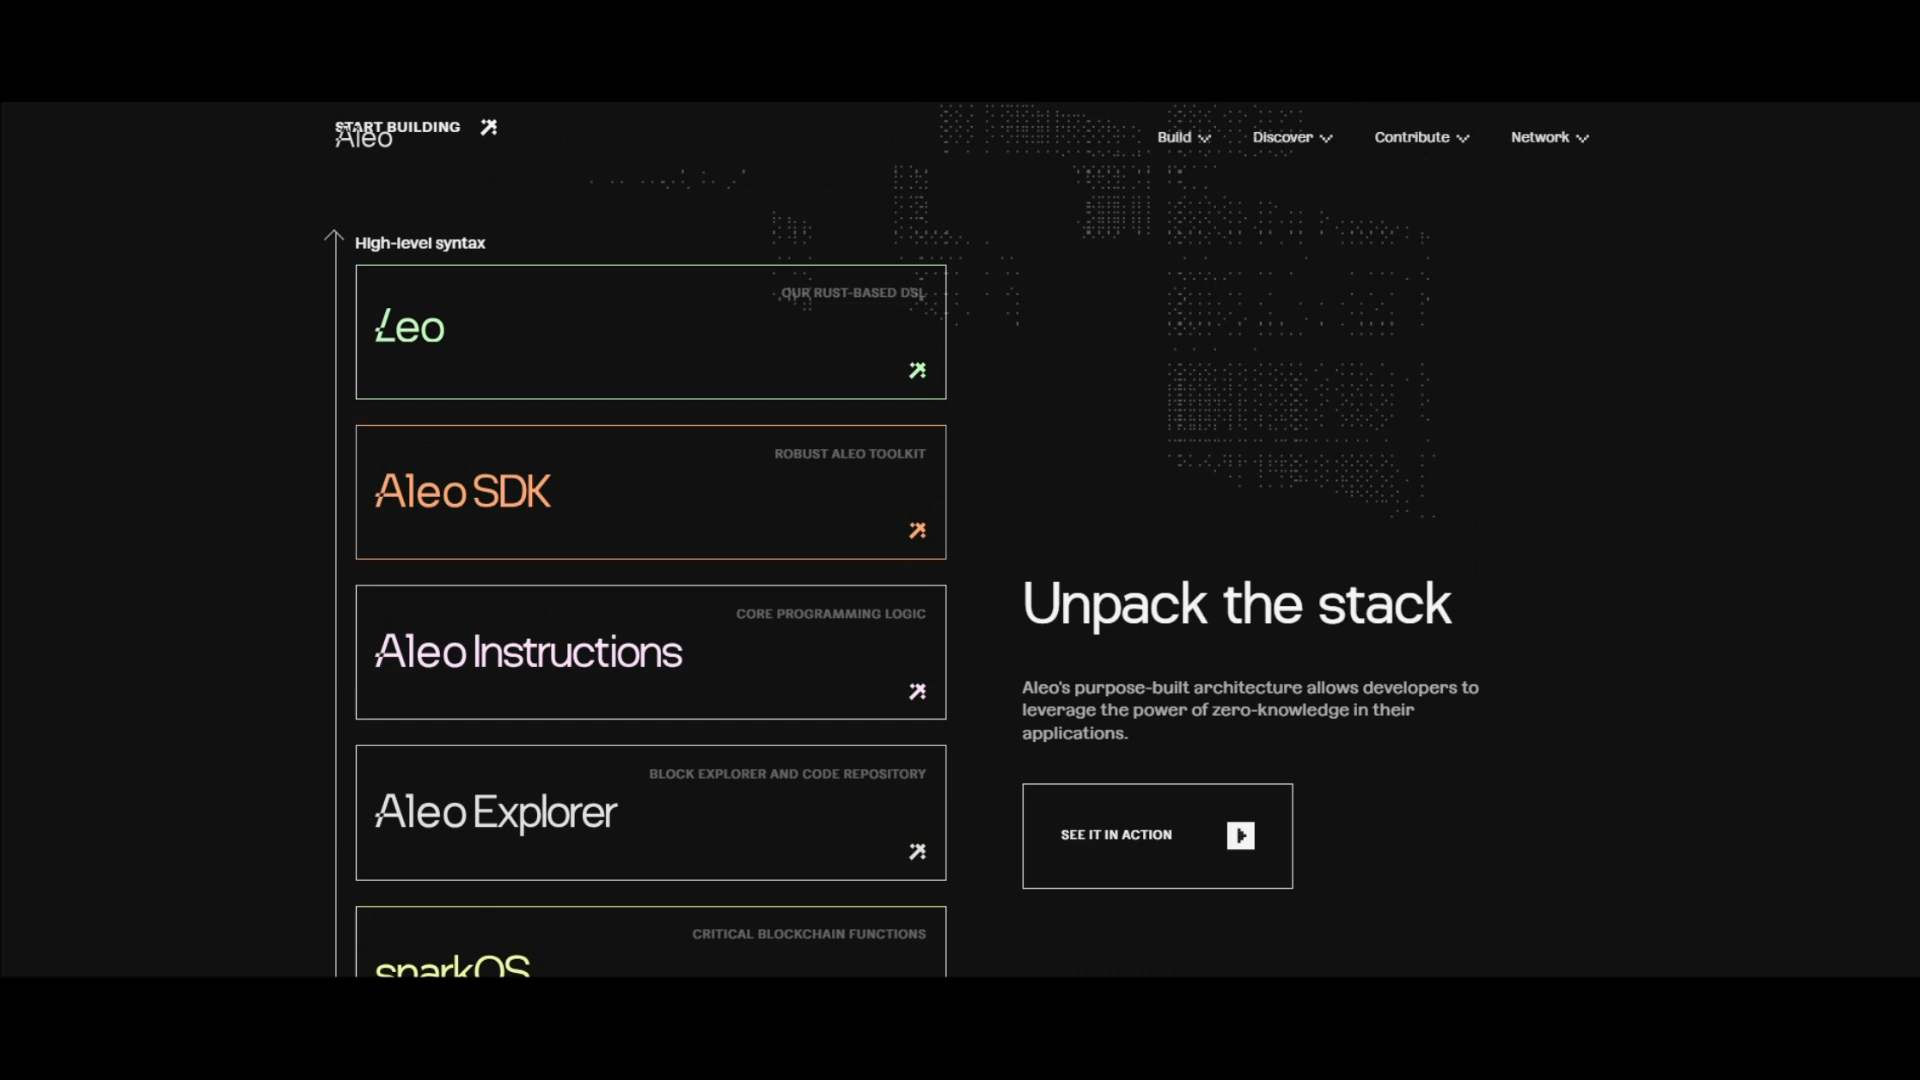 START BUILDING
Aleo
Build
Discover
Contribute
Network
High-level syntax
OUR RUST-BASED DSL
Leo
ROBUST ALEO TOOLKIT
Aleo SDK
CORE PROGRAMMING LOGIC
Aleo Instructions
BLOCK EXPLORER AND CODE REPOSITORY
Aleo Explorer
CRITICAL BLOCKCHAIN FUNCTIONS
snarkOS
Unpack the stack
Aleo's purpose-built architecture allows developers to
leverage the power of zero-knowledge in their
applications.
SEE IT IN ACTION